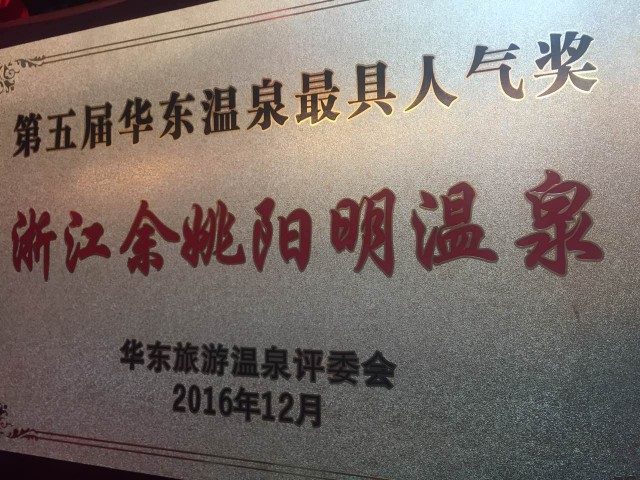 第五届华东温泉最具人气奖
浙江余姚阳明温泉
华东旅游温泉评委会
2016年12月